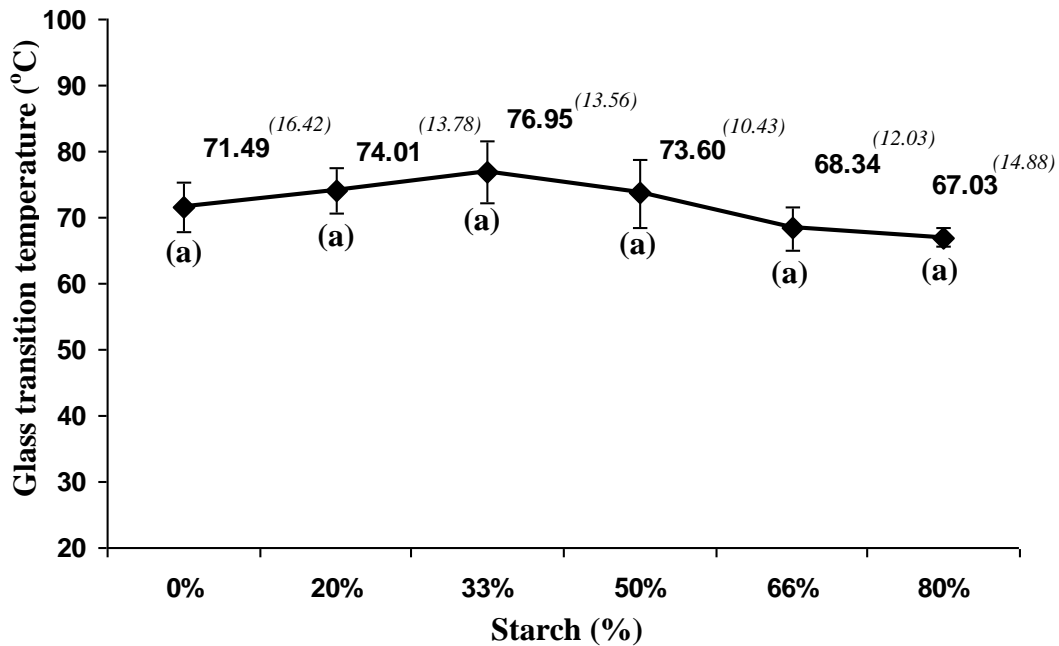 Glass transition temperature (°C)
100
90
80
70
60
50
40
30
20
71.49 (16.42)
74.01 (13.78)
76.95 (13.56)
73.60 (10.43)
68.34 (12.03)
67.03 (14.88)
(a)
(a)
(a)
(a)
(a)
(a)
0% 20% 33% 50% 66% 80%
Starch (%)